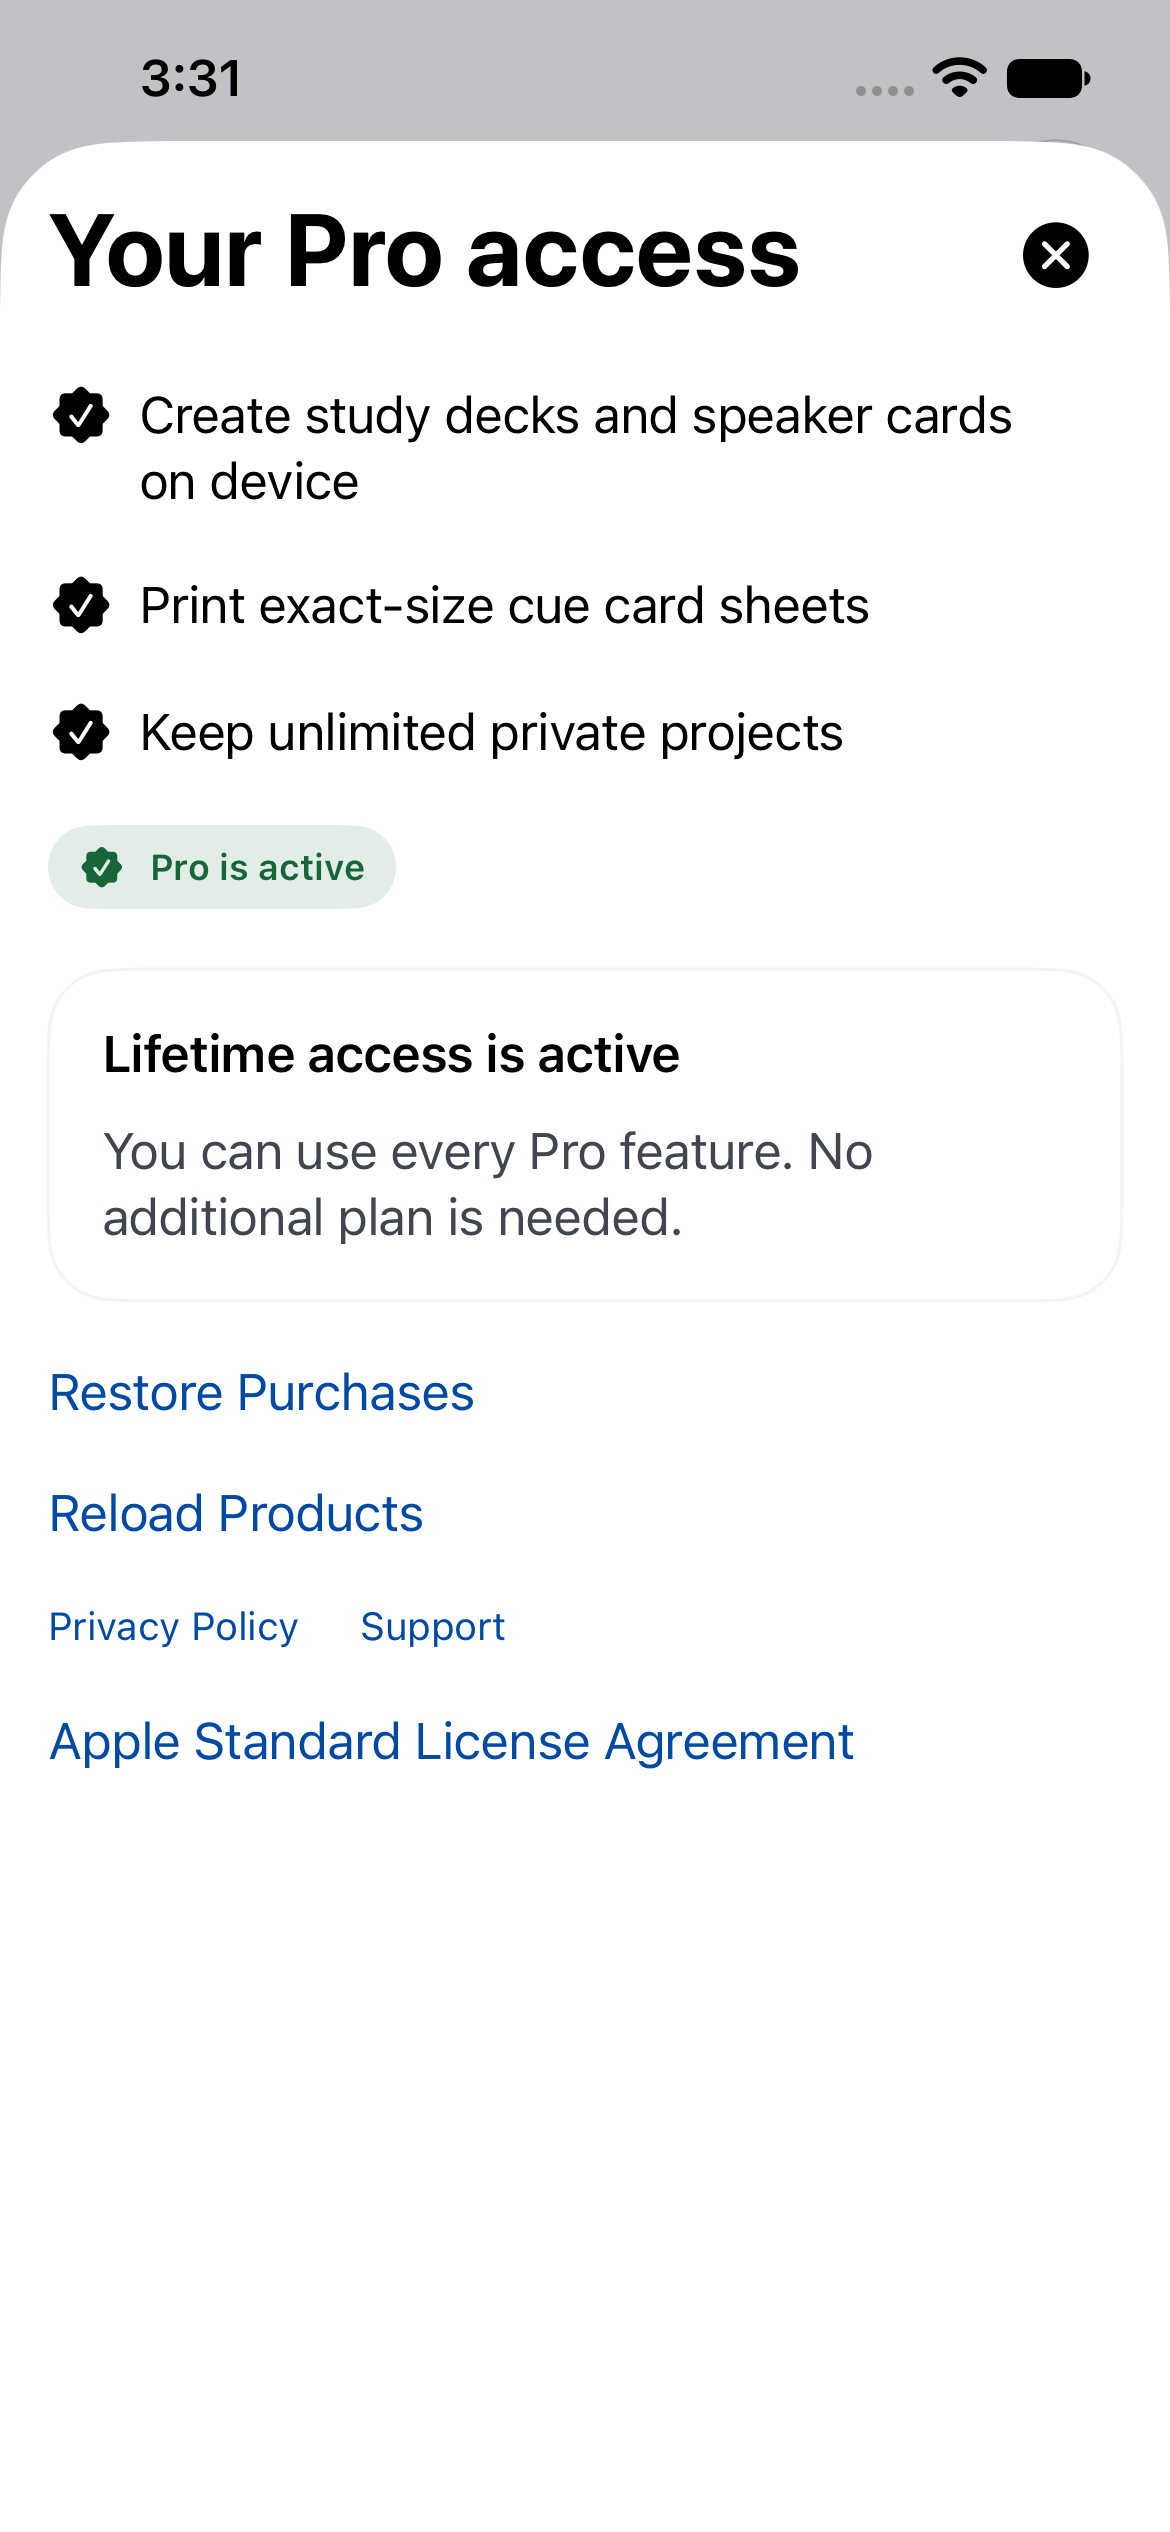 3:31
Your Pro access
Create study decks and speaker cards
on device
Print exact-size cue card sheets
Keep unlimited private projects
Pro is active
Lifetime access is active
You can use every Pro feature. No
additional plan is needed.
Restore Purchases
Reload Products
Privacy Policy Support
Apple Standard License Agreement